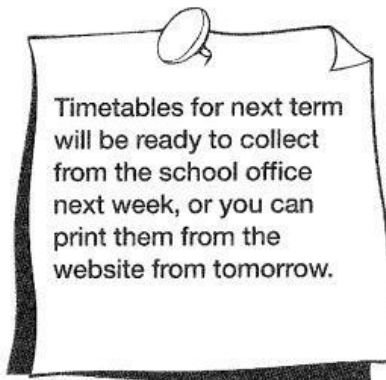 Timetables for next term
will be ready to collect
from the school office
next week, or you can
print them from the
website from tomorrow.